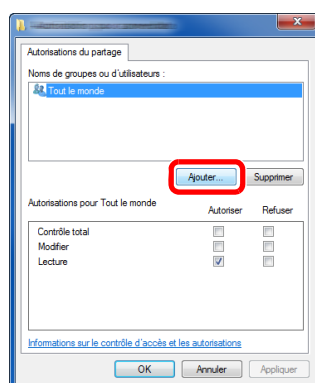 Autorisations du partage
Noms de groupes ou d'utilisateurs :
Tout le monde
Ajouter... Supprimer
Autorisations pour Tout le monde Autoriser Refuser
Contrôle total
Modifier
Lecture
Informations sur le contrôle d'accès et les autorisations
OK Annuler Appliquer